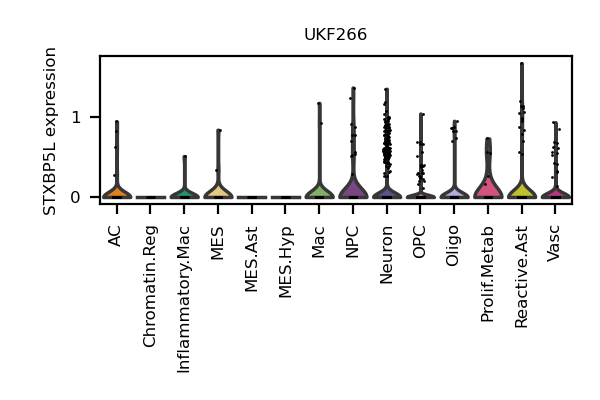 UKF266
STXBP5L expression
1
0
AC
Chromatin.Reg
Inflammatory.Mac
MES
MES.Ast
MES.Hyp
Mac
NPC
Neuron
OPC
Oligo
Prolif.Metab
Reactive.Ast
Vasc